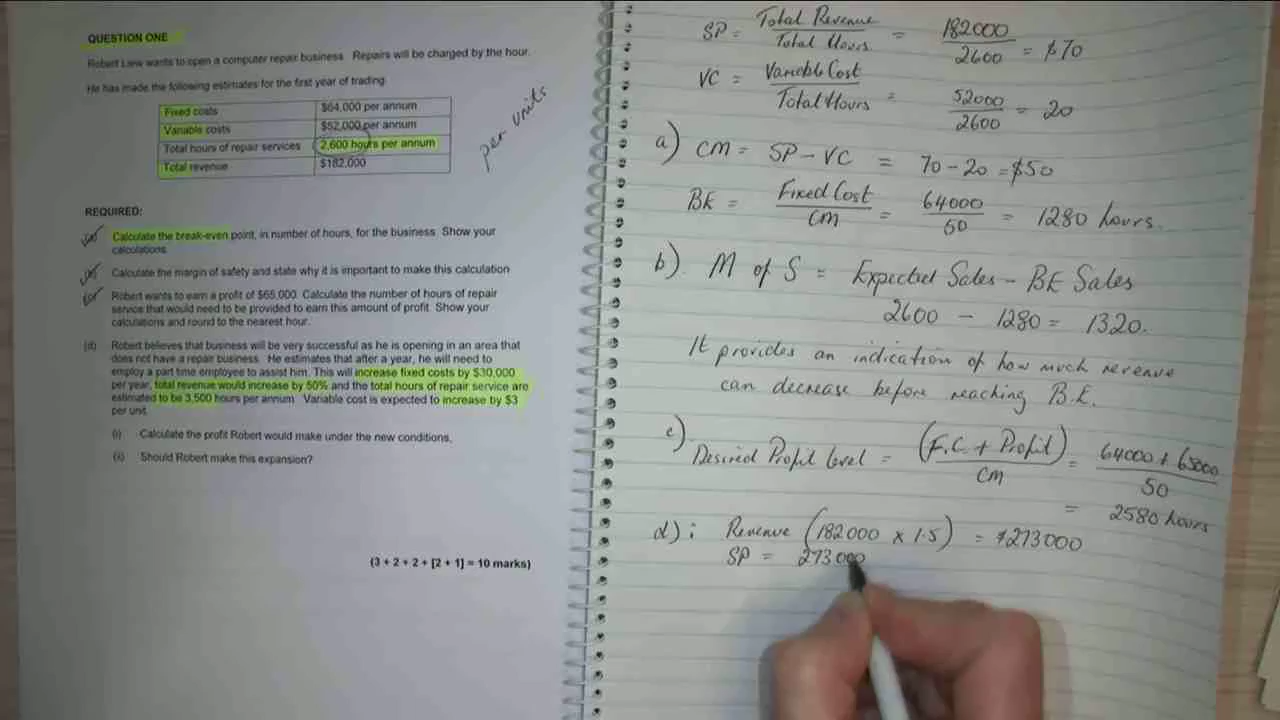 QUESTION ONE
Robert Law wants to open a computer repair business. Repairs will be charged by the hour.
He has made the following estimates for the first year of trading.
Fixed costs $64,000 per annum
Variable costs $52,000 per annum
Total hours of repair services 2,600 hours per annum
Total revenue $182,000
per units
REQUIRED:
(a) Calculate the break-even point, in number of hours, for the business. Show your
calculations.
(b) Calculate the margin of safety and state why it is important to make this calculation
(c) Robert wants to earn a profit of $65,000. Calculate the number of hours of repair
service that would need to be provided to earn this amount of profit. Show your
calculations and round to the nearest hour.
(d) Robert believes that business will be very successful as he is opening in an area that
does not have a repair business. He estimates that after a year, he will need to
employ a part time employee to assist him. This will increase fixed costs by $30,000
per year, total revenue would increase by 50% and the total hours of repair service are
estimated to be 3,500 hours per annum. Variable cost is expected to increase by $3
per unit.
(i) Calculate the profit Robert would make under the new conditions.
(ii) Should Robert make this expansion?
(3 + 2 + 2 + [2 + 1] = 10 marks)
SP = Total Revenue / Total Hours = 182000 / 2600 = $70
VC = Variable Cost / Total Hours = 52000 / 2600 = 20
a) CM = SP - VC = 70 - 20 = $50
BE = Fixed Cost / CM = 64000 / 50 = 1280 hours.
b) M of S = Expected Sales - BE Sales
2600 - 1280 = 1320.
It provides an indication of how much revenue
can decrease before reaching B.E.
c) Desired Profit level = (F.C. + Profit) / CM = 64000 + 65000 / 50
= 2580 hours
d) i Revenue (182000 x 1.5) = $273000
SP = 273000